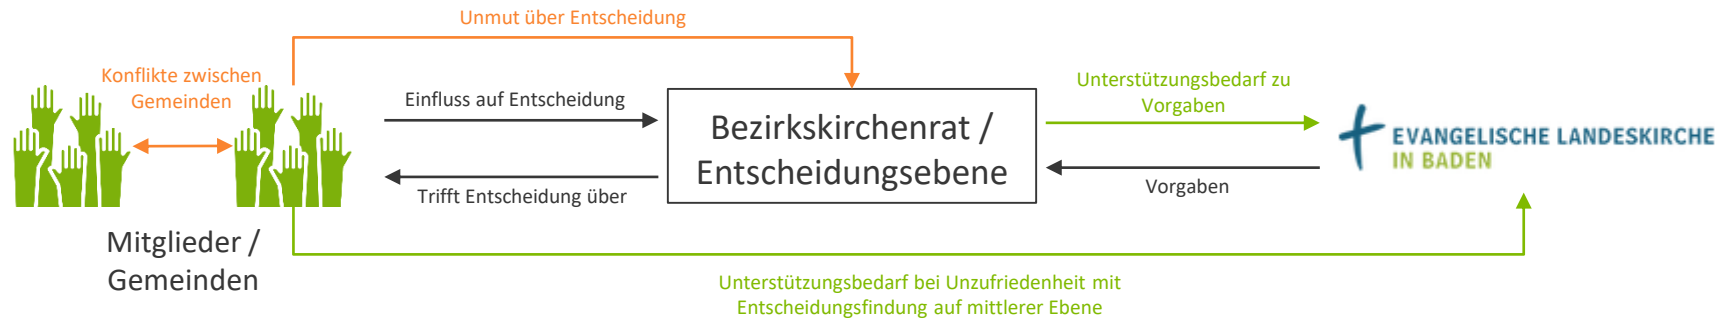 Unmut über Entscheidung
Konflikte zwischen
Gemeinden
Einfluss auf Entscheidung
Trifft Entscheidung über
Mitglieder /
Gemeinden
Bezirkskirchenrat /
Entscheidungsebene
Unterstützungsbedarf zu
Vorgaben
Vorgaben
EVANGELISCHE LANDESKIRCHE
IN BADEN
Unterstützungsbedarf bei Unzufriedenheit mit
Entscheidungsfindung auf mittlerer Ebene